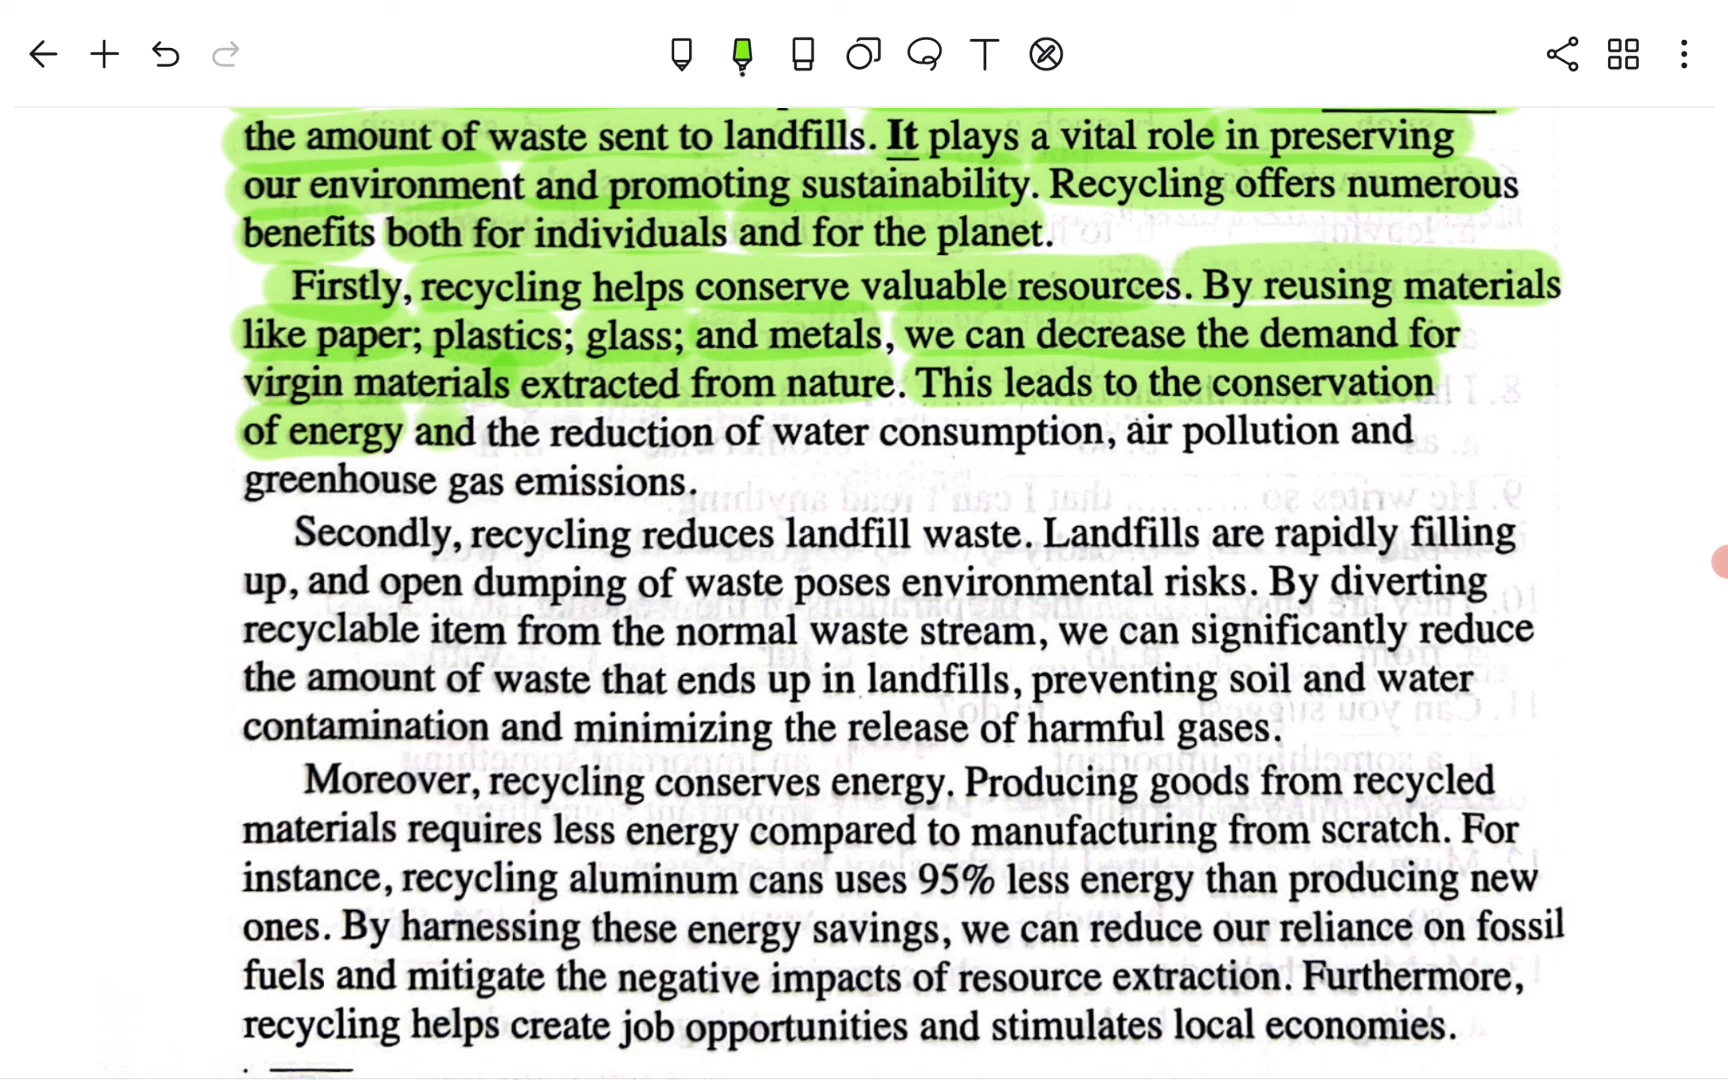 the amount of waste sent to landfills. It plays a vital role in preserving
our environment and promoting sustainability. Recycling offers numerous
benefits both for individuals and for the planet.
Firstly, recycling helps conserve valuable resources. By reusing materials
like paper; plastics; glass; and metals, we can decrease the demand for
virgin materials extracted from nature. This leads to the conservation
of energy and the reduction of water consumption, air pollution and
greenhouse gas emissions.
Secondly, recycling reduces landfill waste. Landfills are rapidly filling
up, and open dumping of waste poses environmental risks. By diverting
recyclable item from the normal waste stream, we can significantly reduce
the amount of waste that ends up in landfills, preventing soil and water
contamination and minimizing the release of harmful gases.
Moreover, recycling conserves energy. Producing goods from recycled
materials requires less energy compared to manufacturing from scratch. For
instance, recycling aluminum cans uses 95% less energy than producing new
ones. By harnessing these energy savings, we can reduce our reliance on fossil
fuels and mitigate the negative impacts of resource extraction. Furthermore,
recycling helps create job opportunities and stimulates local economies.